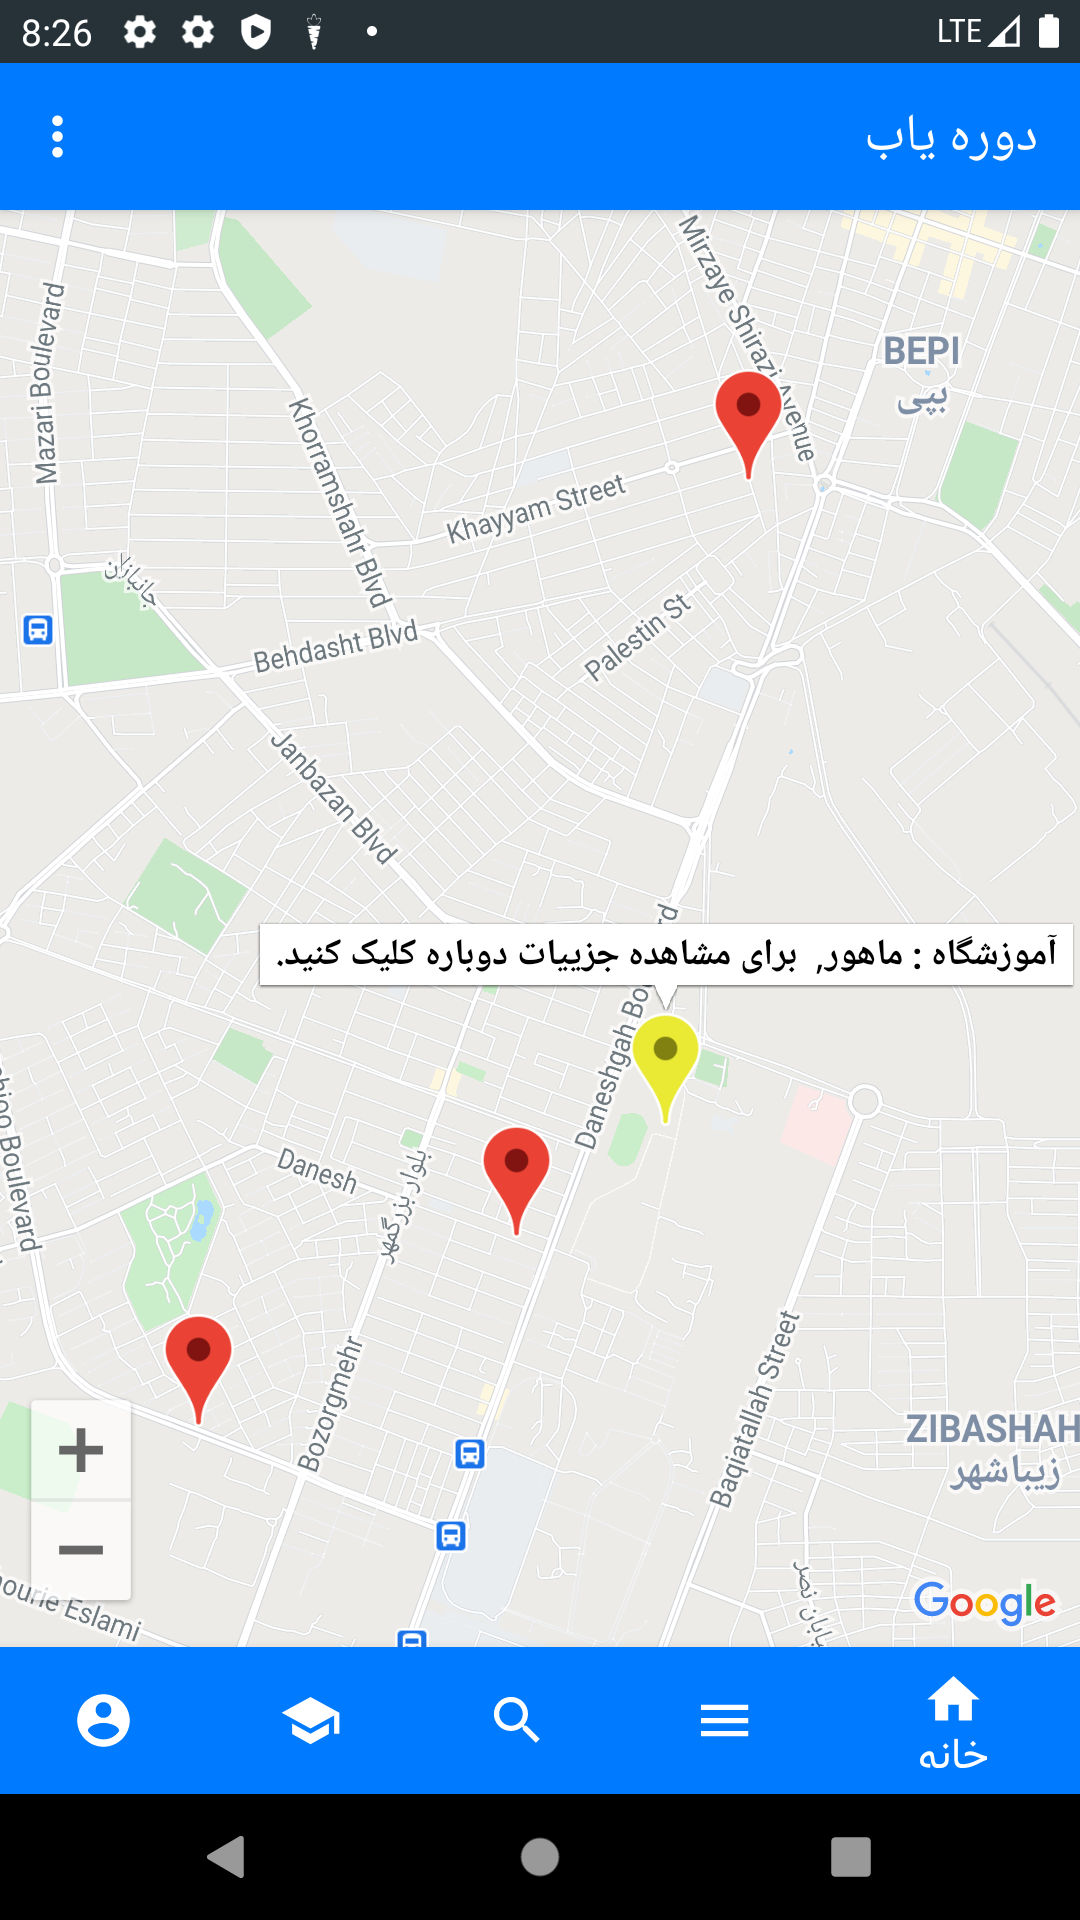 8:26
LTE
دوره یاب
Mirzaye Shirazi Avenue
Mazari Boulevard
BEPI
بپی
Khorramshahr Blvd
Khayyam Street
جانبازان
Palestin St
Behdasht Blvd
Janbazan Blvd
آموزشگاه : ماهور, برای مشاهده جزییات دوباره کلیک کنید.
Daneshgah Bo
rd
Boulevard
Danesh
بلوار بزرگمهر
Bozorgmehr
Baqiatallah Street
ZIBASHAH
زیباشهر
+
−
Eslami
نصر
Google
خانه